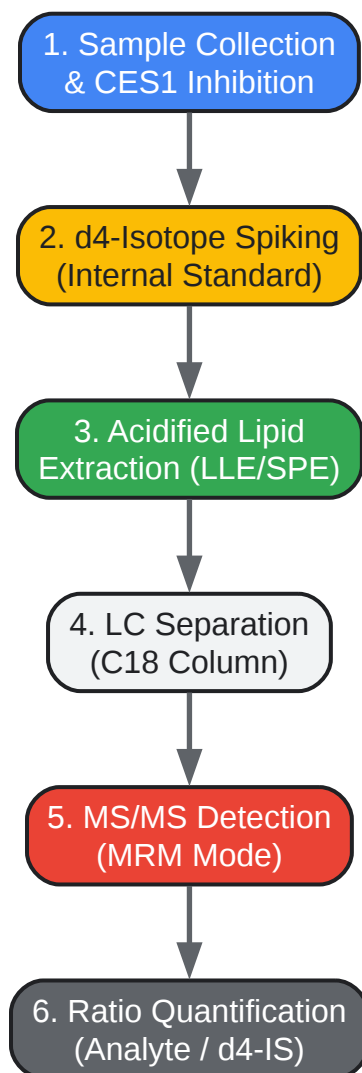 1. Sample Collection
& CES1 Inhibition
2. d4-Isotope Spiking
(Internal Standard)
3. Acidified Lipid
Extraction (LLE/SPE)
4. LC Separation
(C18 Column)
5. MS/MS Detection
(MRM Mode)
6. Ratio Quantification
(Analyte / d4-IS)